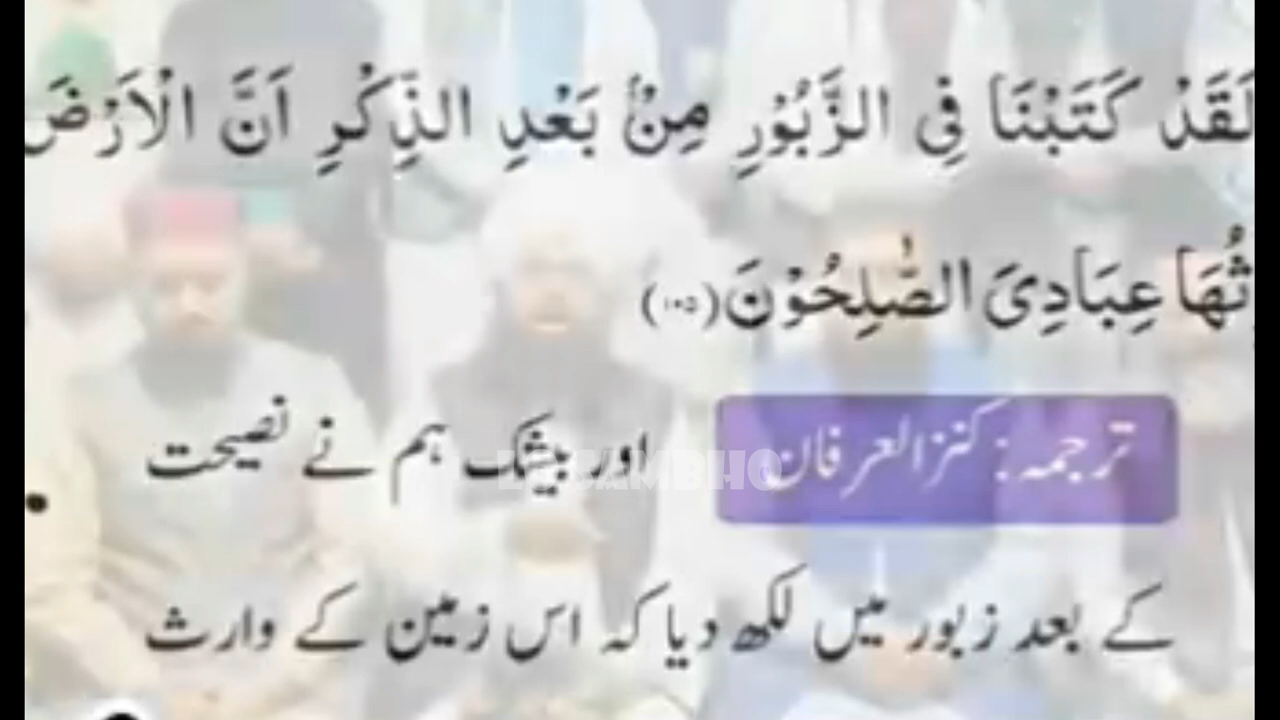 لَقَدْ كَتَبْنَا فِی الزَّبُوْرِ مِنْۢ بَعْدِ الذِّكْرِ اَنَّ الْاَرْضَ
ثُهَا عِبَادِیَ الصّٰلِحُوْنَ(۱۰۵)
ترجمہ: کنزالعرفان اور بیشک ہم نے نصیحت
کے بعد زبور میں لکھ دیا کہ اس زمین کے وارث